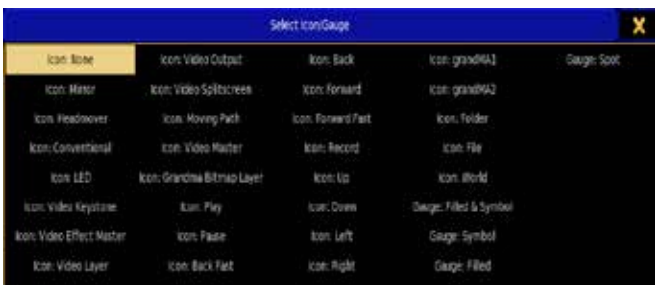 Select Icon/Gauge
X
Icon: None
Icon: Video Output
Icon: Back
Icon: grandMA1
Gauge: Spot
Icon: Mirror
Icon: Video Splitscreen
Icon: Forward
Icon: grandMA2
Icon: Headmover
Icon: Moving Path
Icon: Forward Fast
Icon: Folder
Icon: Conventional
Icon: Video Master
Icon: Record
Icon: File
Icon: LED
Icon: Grandma Bitmap Layer
Icon: Up
Icon: World
Icon: Video Keystone
Icon: Play
Icon: Down
Gauge: Filled & Symbol
Icon: Video Effect Master
Icon: Pause
Icon: Left
Gauge: Symbol
Icon: Video Layer
Icon: Back Fast
Icon: Right
Gauge: Filled